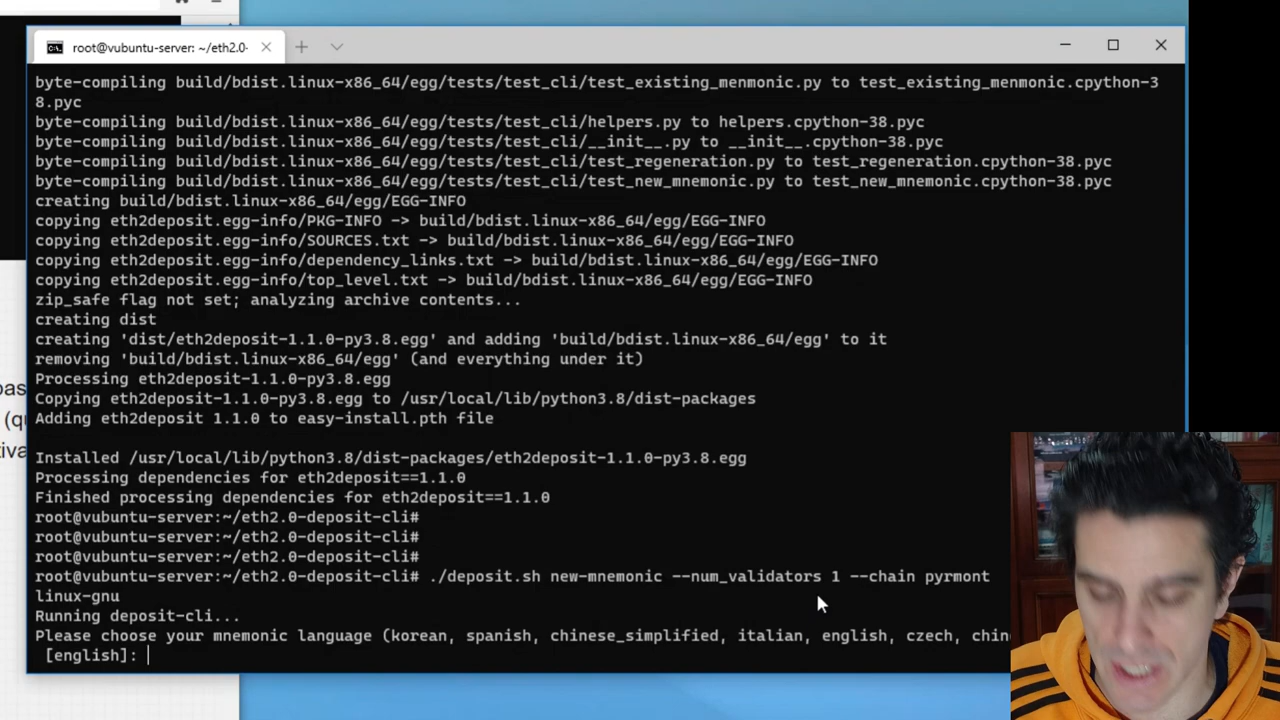 root@vubuntu-server: ~/eth2.0-
byte-compiling build/bdist.linux-x86_64/egg/tests/test_cli/test_existing_menmonic.py to test_existing_menmonic.cpython-3
8.pyc
byte-compiling build/bdist.linux-x86_64/egg/tests/test_cli/helpers.py to helpers.cpython-38.pyc
byte-compiling build/bdist.linux-x86_64/egg/tests/test_cli/__init__.py to __init__.cpython-38.pyc
byte-compiling build/bdist.linux-x86_64/egg/tests/test_cli/test_regeneration.py to test_regeneration.cpython-38.pyc
byte-compiling build/bdist.linux-x86_64/egg/tests/test_cli/test_new_mnemonic.py to test_new_mnemonic.cpython-38.pyc
creating build/bdist.linux-x86_64/egg/EGG-INFO
copying eth2deposit.egg-info/PKG-INFO -> build/bdist.linux-x86_64/egg/EGG-INFO
copying eth2deposit.egg-info/SOURCES.txt -> build/bdist.linux-x86_64/egg/EGG-INFO
copying eth2deposit.egg-info/dependency_links.txt -> build/bdist.linux-x86_64/egg/EGG-INFO
copying eth2deposit.egg-info/top_level.txt -> build/bdist.linux-x86_64/egg/EGG-INFO
zip_safe flag not set; analyzing archive contents...
creating dist
creating 'dist/eth2deposit-1.1.0-py3.8.egg' and adding 'build/bdist.linux-x86_64/egg' to it
removing 'build/bdist.linux-x86_64/egg' (and everything under it)
Processing eth2deposit-1.1.0-py3.8.egg
Copying eth2deposit-1.1.0-py3.8.egg to /usr/local/lib/python3.8/dist-packages
Adding eth2deposit 1.1.0 to easy-install.pth file
Installed /usr/local/lib/python3.8/dist-packages/eth2deposit-1.1.0-py3.8.egg
Processing dependencies for eth2deposit==1.1.0
Finished processing dependencies for eth2deposit==1.1.0
root@vubuntu-server:~/eth2.0-deposit-cli#
root@vubuntu-server:~/eth2.0-deposit-cli#
root@vubuntu-server:~/eth2.0-deposit-cli#
root@vubuntu-server:~/eth2.0-deposit-cli# ./deposit.sh new-mnemonic --num_validators 1 --chain pyrmont
linux-gnu
Running deposit-cli...
Please choose your mnemonic language (korean, spanish, chinese_simplified, italian, english, czech, chin
[english]: